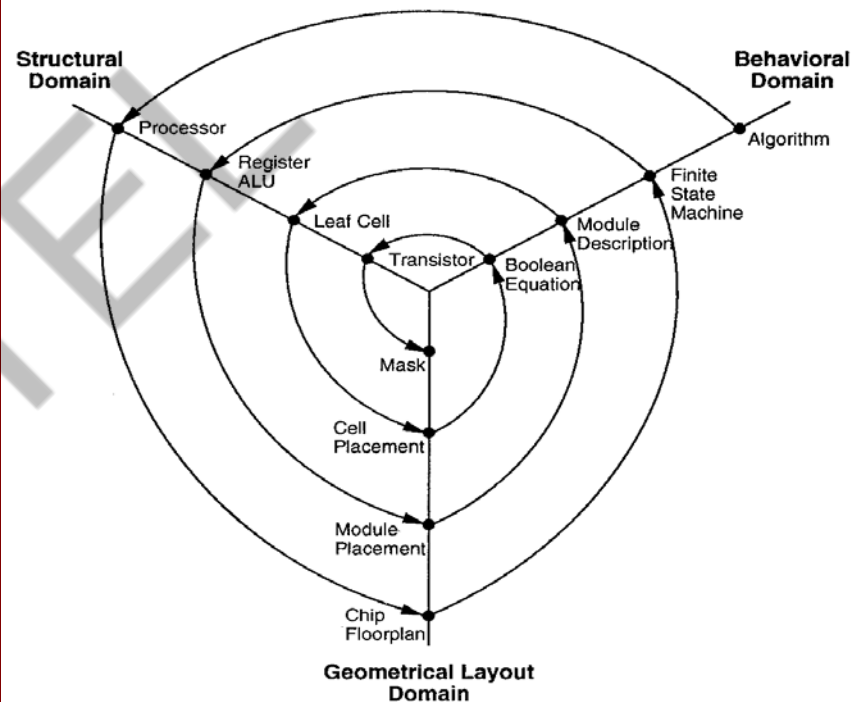 Structural
Domain
Behavioral
Domain
Processor
Algorithm
Register
ALU
Finite
State
Machine
Leaf Cell
Module
Description
Transistor
Boolean
Equation
Mask
Cell
Placement
Module
Placement
Chip
Floorplan
Geometrical Layout
Domain